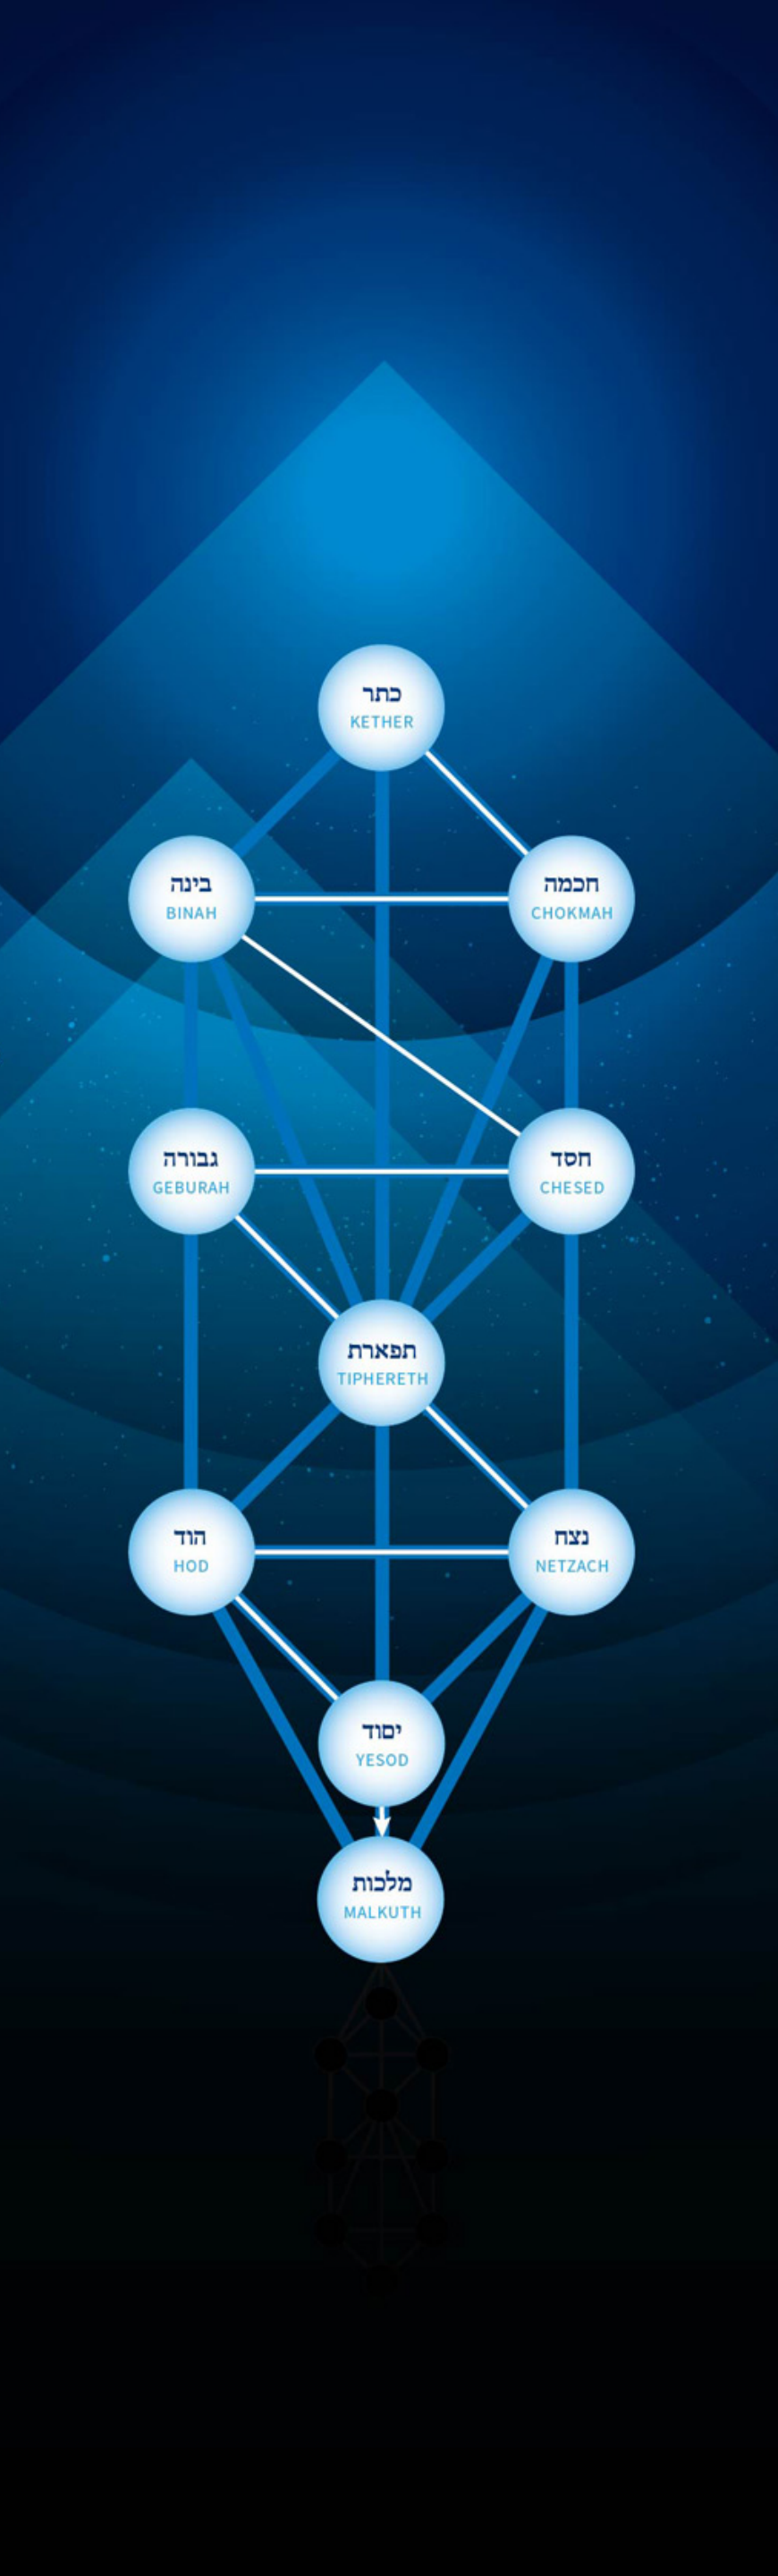 כתר
KETHER
בינה
BINAH
חכמה
CHOKMAH
גבורה
GEBURAH
חסד
CHESED
תפארת
TIPHERETH
הוד
HOD
נצח
NETZACH
יסוד
YESOD
מלכות
MALKUTH